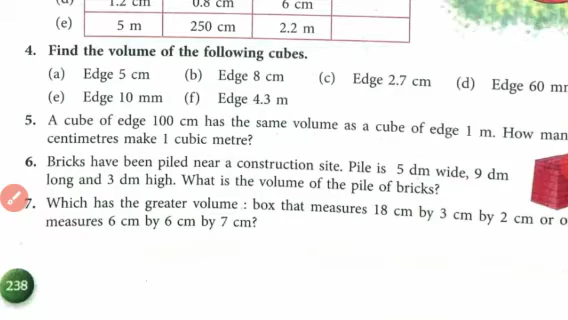 (d) 1.2 cm 0.8 cm 6 cm
(e) 5 m 250 cm 2.2 m
4. Find the volume of the following cubes.
(a) Edge 5 cm (b) Edge 8 cm (c) Edge 2.7 cm (d) Edge 60
(e) Edge 10 mm (f) Edge 4.3 m
5. A cube of edge 100 cm has the same volume as a cube of edge 1 m. How
centimetres make 1 cubic metre?
6. Bricks have been piled near a construction site. Pile is 5 dm wide, 9 dm
long and 3 dm high. What is the volume of the pile of bricks?
7. Which has the greater volume : box that measures 18 cm by 3 cm by 2 cm or
measures 6 cm by 6 cm by 7 cm?
238